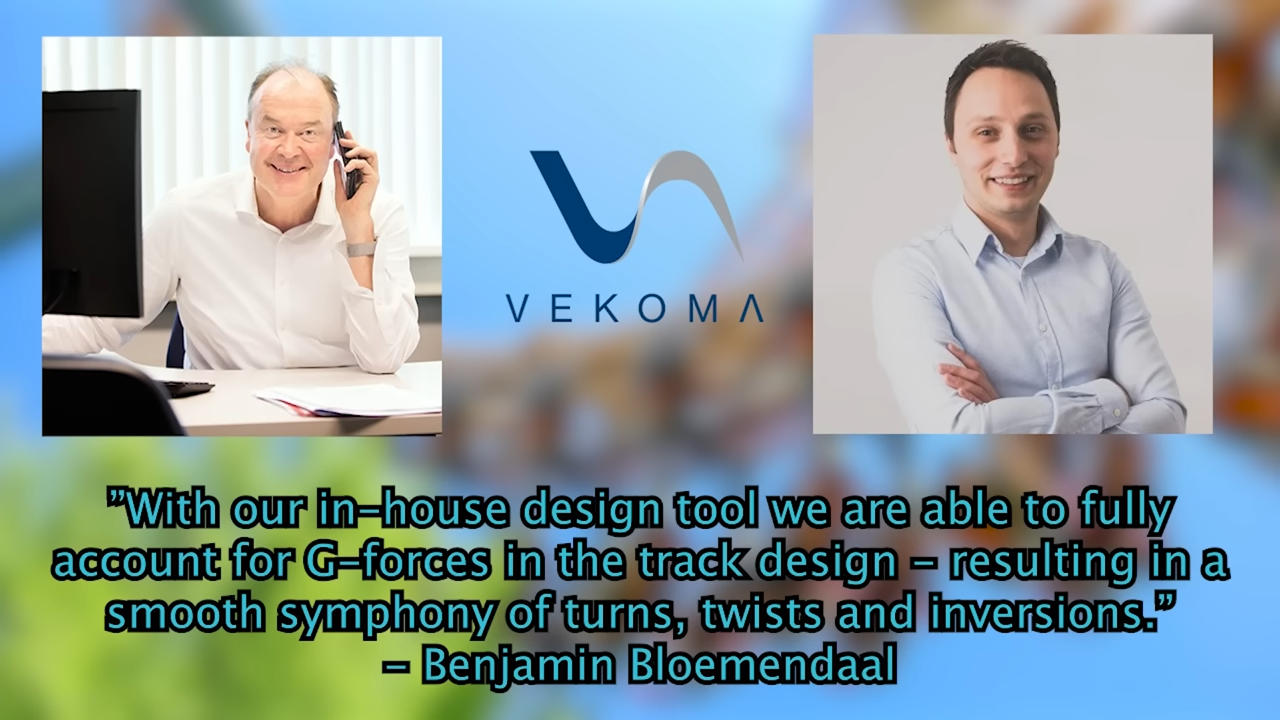 VEKOMA
”With our in-house design tool we are able to fully
account for G-forces in the track design - resulting in a
smooth symphony of turns, twists and inversions.”
- Benjamin Bloemendaal